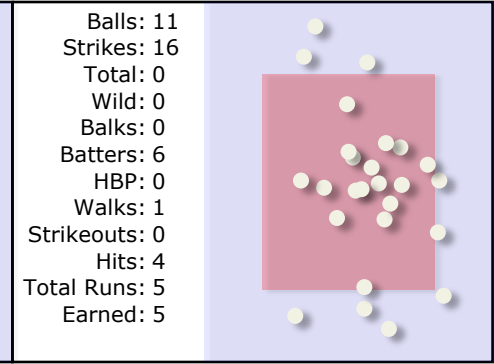 Balls: 11
Strikes: 16
Total: 0
Wild: 0
Balks: 0
Batters: 6
HBP: 0
Walks: 1
Strikeouts: 0
Hits: 4
Total Runs: 5
Earned: 5